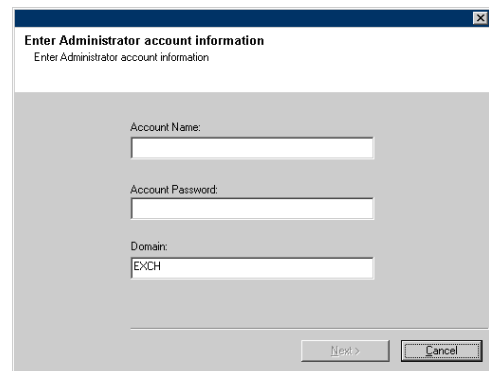 Enter Administrator account information
Enter Administrator account information
Account Name:
Account Password:
Domain:
EXCH
Next >
Cancel